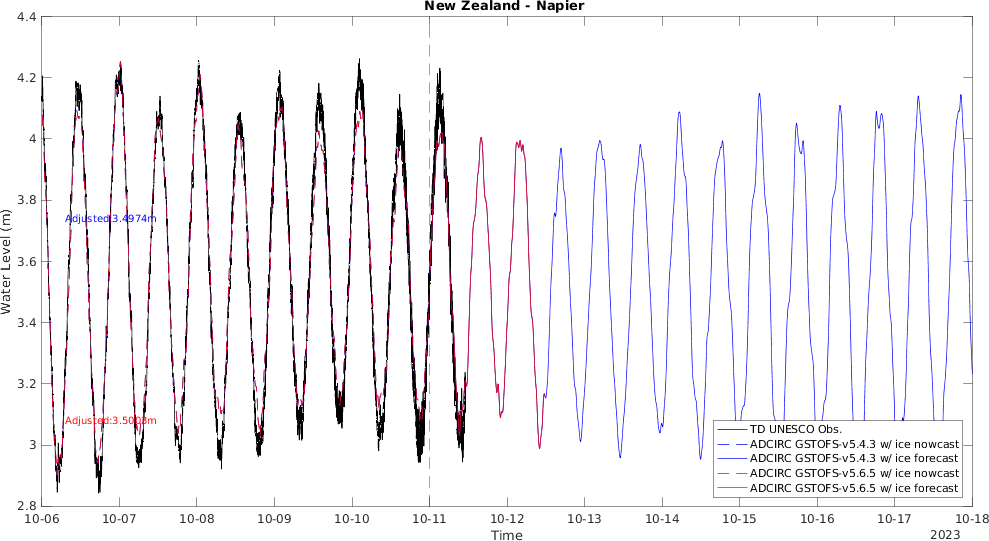 New Zealand - Napier
4.4
4.2
4
3.8
3.6
3.4
3.2
3
2.8
Water Level (m)
Adjusted:3.4974m
Adjusted:3.5003m
TD UNESCO Obs.
ADCIRC GSTOFS-v5.4.3 w/ ice nowcast
ADCIRC GSTOFS-v5.4.3 w/ ice forecast
ADCIRC GSTOFS-v5.6.5 w/ ice nowcast
ADCIRC GSTOFS-v5.6.5 w/ ice forecast
10-06 10-07 10-08 10-09 10-10 10-11 10-12 10-13 10-14 10-15 10-16 10-17 10-18
Time
2023